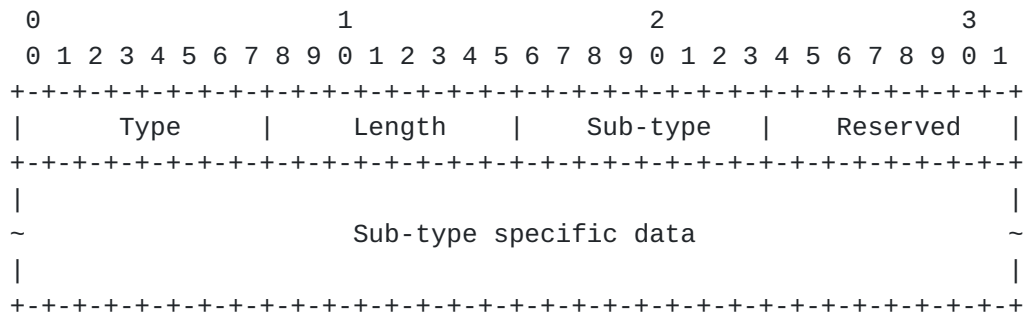 0                   1                   2                   3
 0 1 2 3 4 5 6 7 8 9 0 1 2 3 4 5 6 7 8 9 0 1 2 3 4 5 6 7 8 9 0 1
+-+-+-+-+-+-+-+-+-+-+-+-+-+-+-+-+-+-+-+-+-+-+-+-+-+-+-+-+-+-+-+-+
|      Type     |     Length    |    Sub-type   |    Reserved   |
+-+-+-+-+-+-+-+-+-+-+-+-+-+-+-+-+-+-+-+-+-+-+-+-+-+-+-+-+-+-+-+-+
|                                                               |
~                     Sub-type specific data                    ~
|                                                               |
+-+-+-+-+-+-+-+-+-+-+-+-+-+-+-+-+-+-+-+-+-+-+-+-+-+-+-+-+-+-+-+-+